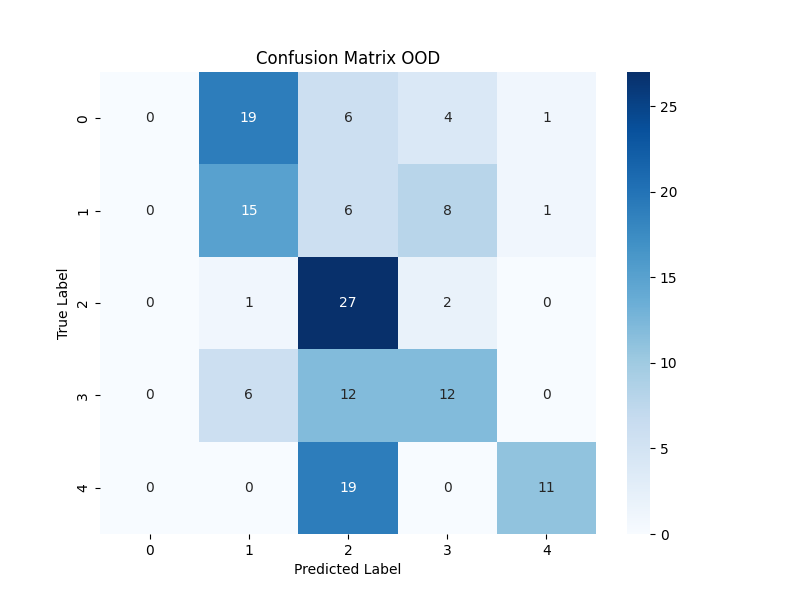 Confusion Matrix OOD
True Label
0 0 19 6 4 1
1 0 15 6 8 1
2 0 1 27 2 0
3 0 6 12 12 0
4 0 0 19 0 11
0 1 2 3 4
Predicted Label
25
20
15
10
5
0